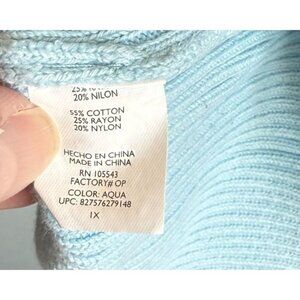 20% NILON
55% COTTON
25% RAYON
20% NYLON
HECHO EN CHINA
MADE IN CHINA
RN 105543
FACTORY# OP
COLOR: AQUA
UPC: 827576279148
1X